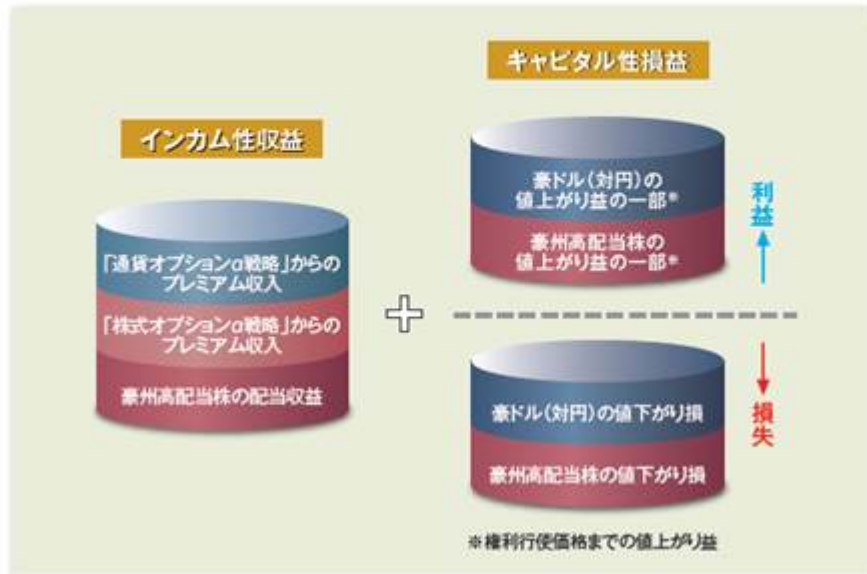 キャピタル性損益
インカム性収益
豪ドル(対円)の
値上がり益の一部※
豪州高配当株の
値上がり益の一部※
利益
「通貨オプションα戦略」からの
プレミアム収入
「株式オプションα戦略」からの
プレミアム収入
豪州高配当株の配当収益
+
豪ドル(対円)の値下がり損
豪州高配当株の値下がり損
損失
※権利行使価格までの値上がり益